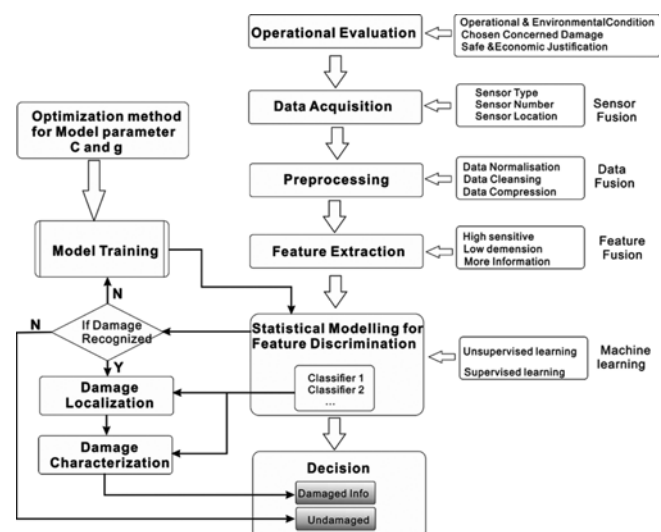 Operational Evaluation
Operational & EnvironmentalCondition
Chosen Concerned Damage
Safe &Economic Justification
Data Acquisition
Sensor Type
Sensor Number
Sensor Location
Sensor
Fusion
Optimization method
for Model parameter
C and g
Preprocessing
Data Normalisation
Data Cleansing
Data Compression
Data
Fusion
Model Training
Feature Extraction
High sensitive
Low demension
More Information
Feature
Fusion
N
N
If Damage
Recognized
Y
Statistical Modelling for
Feature Discrimination
Classifier 1
Classifier 2
...
Unsupervised learning
Supervised learning
Machine
learning
Damage
Localization
Damage
Characterization
Decision
Damaged Info
Undamaged